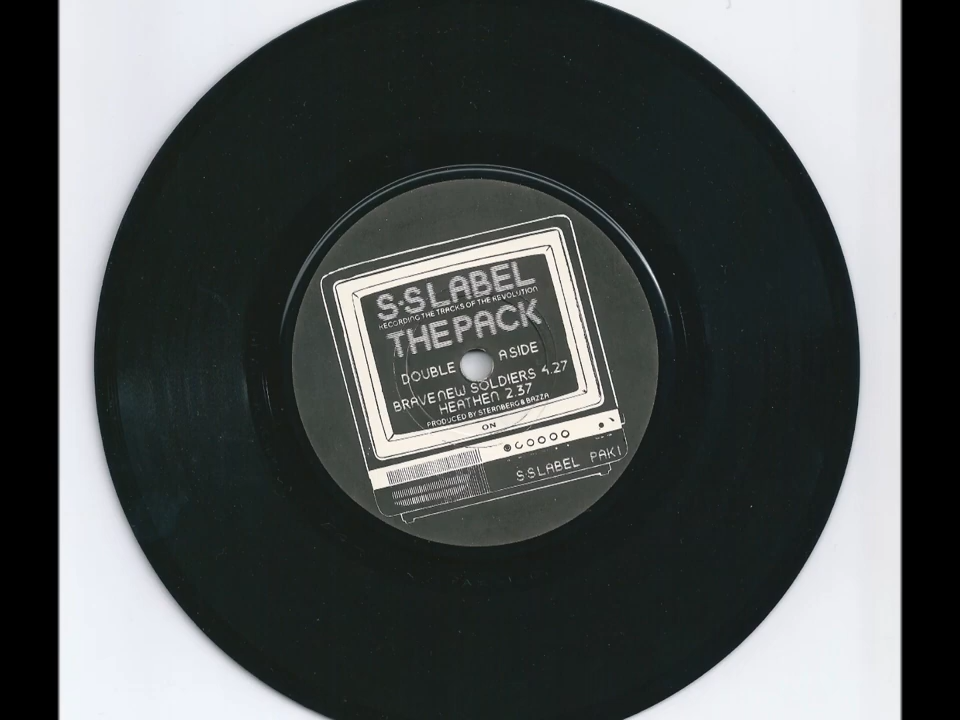 S·S LABEL
RECORDING THE TRACKS OF THE REVOLUTION
THE PACK
DOUBLE A SIDE
BRAVE NEW SOLDIERS 4.27
HEATHEN 2.37
PRODUCED BY STERNBERG & BAZZA
ON
S·S LABEL PAK1